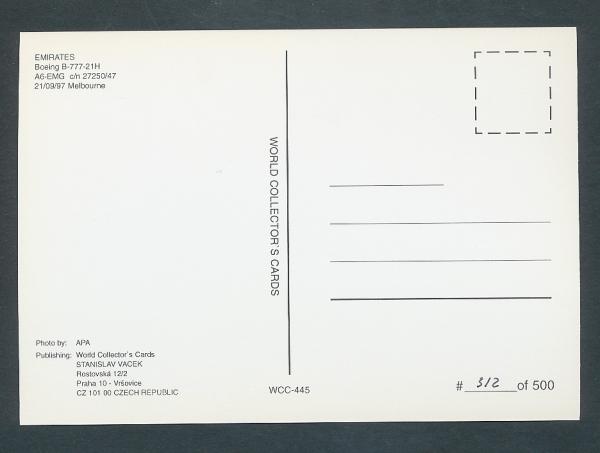 EMIRATES
Boeing B-777-21H
A6-EMG c/n 27250/47
21/09/97 Melbourne
WORLD COLLECTOR'S CARDS
Photo by: APA
Publishing: World Collector's Cards
STANISLAV VACEK
Rostovská 12/2
Praha 10 - Vršovice
CZ 101 00 CZECH REPUBLIC
WCC-445
# 312 of 500